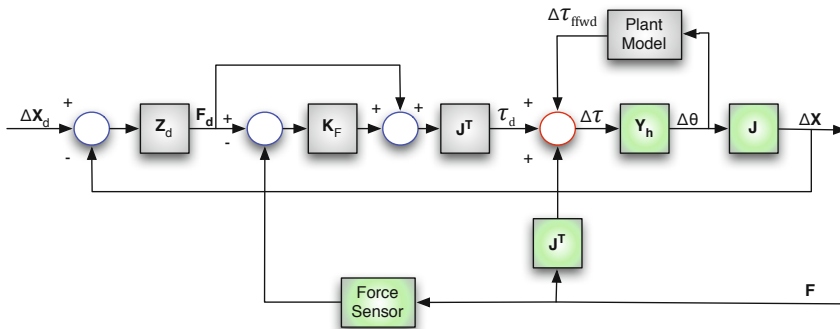 Δτ_ffwd
Plant
Model
ΔX_d
+
-
Z_d
F_d
+
-
K_F
+
+
J^T
τ_d
+
+
+
Δτ
Y_h
Δθ
J
ΔX
J^T
Force
Sensor
F